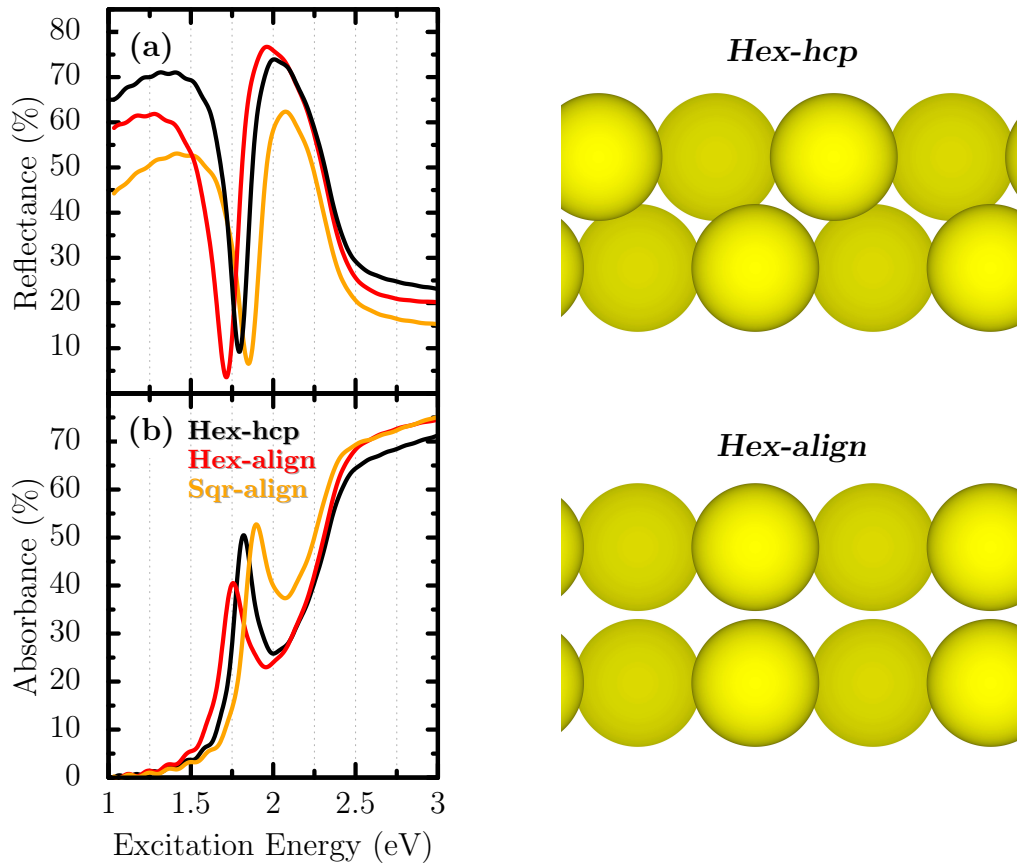 (a)
80
70
60
50
40
30
20
10
Reflectance (%)
(b)
Hex-hcp
Hex-align
Sqr-align
70
60
50
40
30
20
10
0
Absorbance (%)
1 1.5 2 2.5 3
Excitation Energy (eV)
Hex-hcp
Hex-align